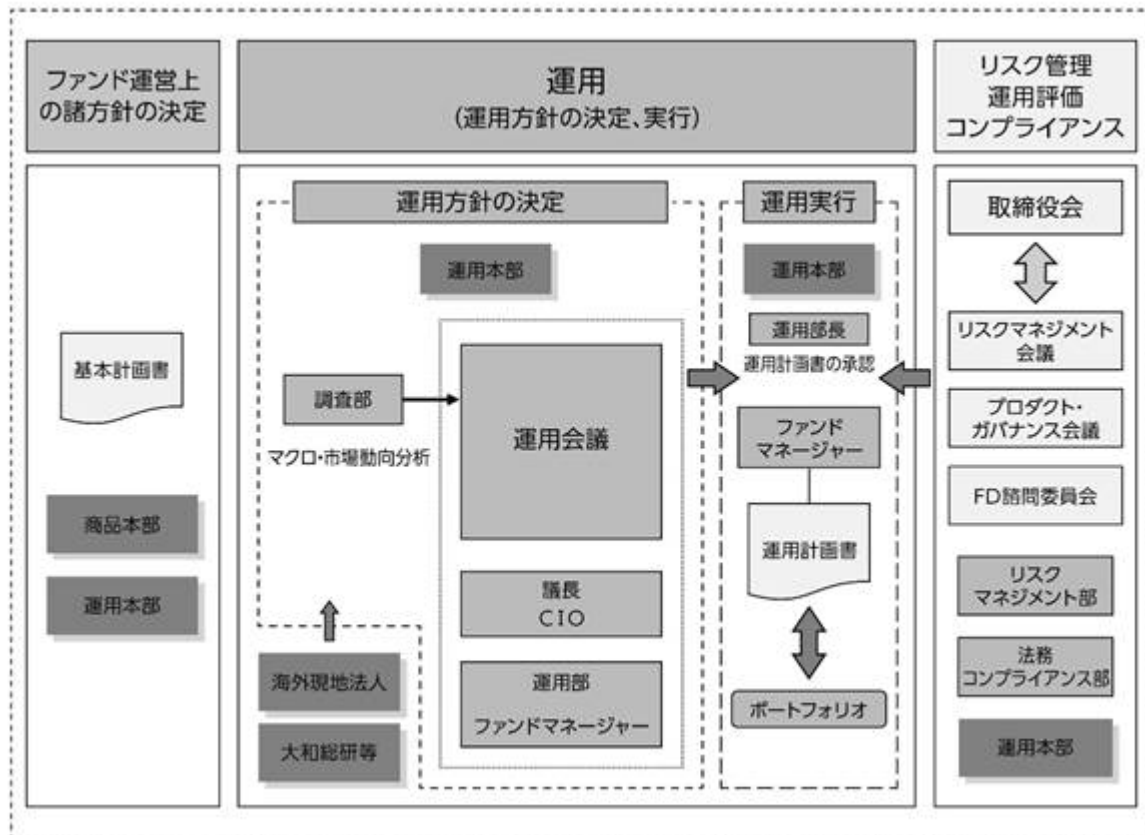 ファンド運営上
の諸方針の決定
運用
(運用方針の決定、実行)
リスク管理
運用評価
コンプライアンス
基本計画書
商品本部
運用本部
運用方針の決定
運用本部
調査部
マクロ・市場動向分析
運用会議
議長
CIO
運用部
ファンドマネージャー
海外現地法人
大和総研等
運用実行
運用本部
運用部長
運用計画書の承認
ファンド
マネージャー
運用計画書
ポートフォリオ
取締役会
リスクマネジメント
会議
プロダクト・
ガバナンス会議
FD諮問委員会
リスク
マネジメント部
法務
コンプライアンス部
運用本部